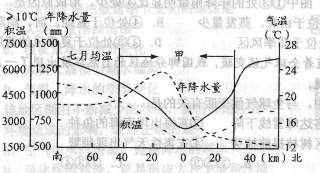 ≥10℃ 年降水量 气温
积温 (mm) (℃)
7500 1500 28
6000 1250 24
4500 1000 20
3000 750 16
1500 500 12
七月均温
甲
年降水量
积温
南 60 40 20 0 20 40 (km) 北